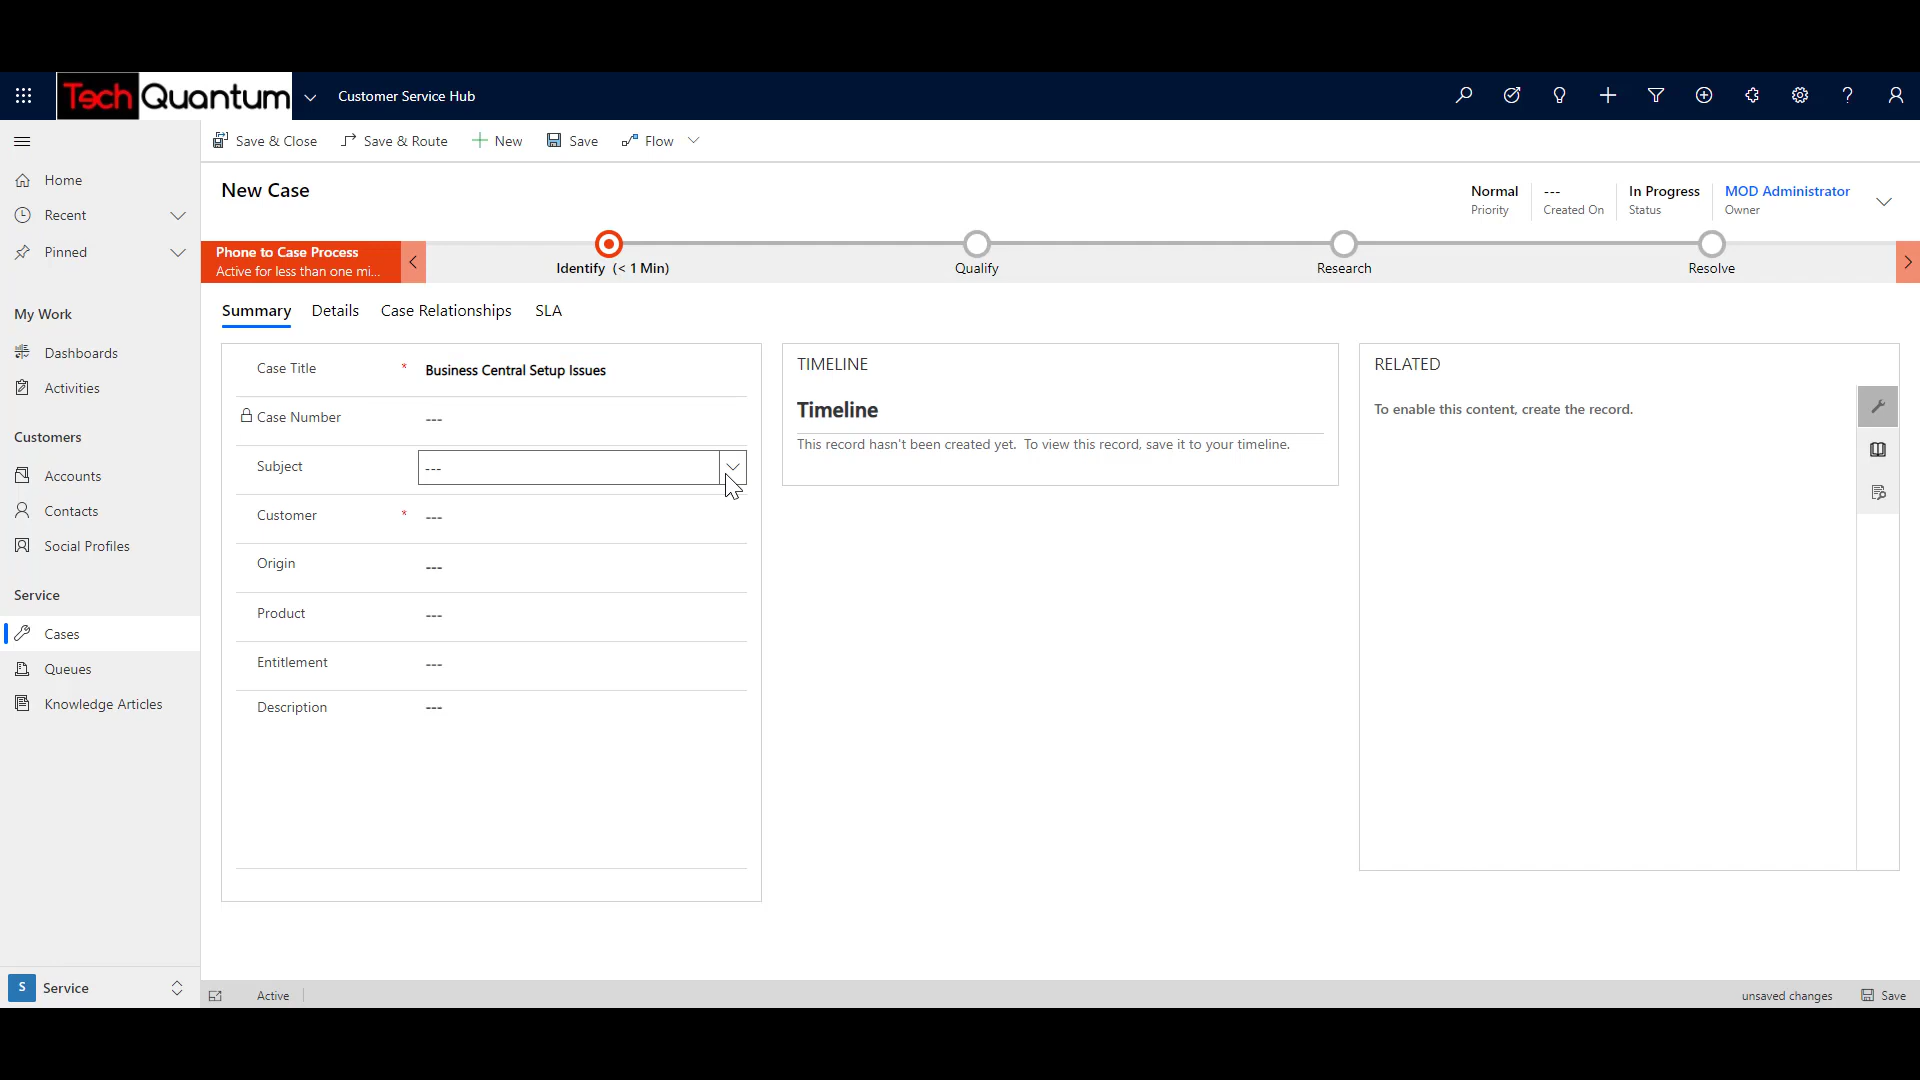 Tech Quantum
Customer Service Hub
Save & Close
Save & Route
New
Save
Flow
Home
Recent
Pinned
My Work
Dashboards
Activities
Customers
Accounts
Contacts
Social Profiles
Service
Cases
Queues
Knowledge Articles
S
Service
New Case
Normal
Priority
---
Created On
In Progress
Status
MOD Administrator
Owner
Phone to Case Process
Active for less than one mi...
Identify (< 1 Min)
Qualify
Research
Resolve
Summary
Details
Case Relationships
SLA
Case Title * Business Central Setup Issues
Case Number ---
Subject ---
Customer * ---
Origin ---
Product ---
Entitlement ---
Description ---
TIMELINE
Timeline
This record hasn't been created yet. To view this record, save it to your timeline.
RELATED
To enable this content, create the record.
Active
unsaved changes
Save